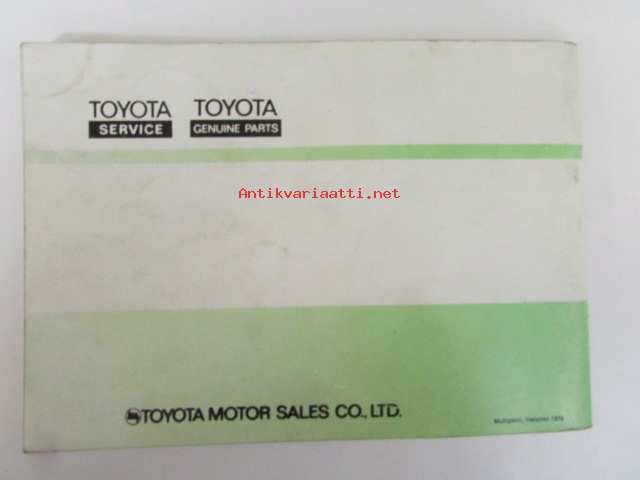 TOYOTA TOYOTA
SERVICE GENUINE PARTS
Antikvariaatti.net
TOYOTA MOTOR SALES CO., LTD.